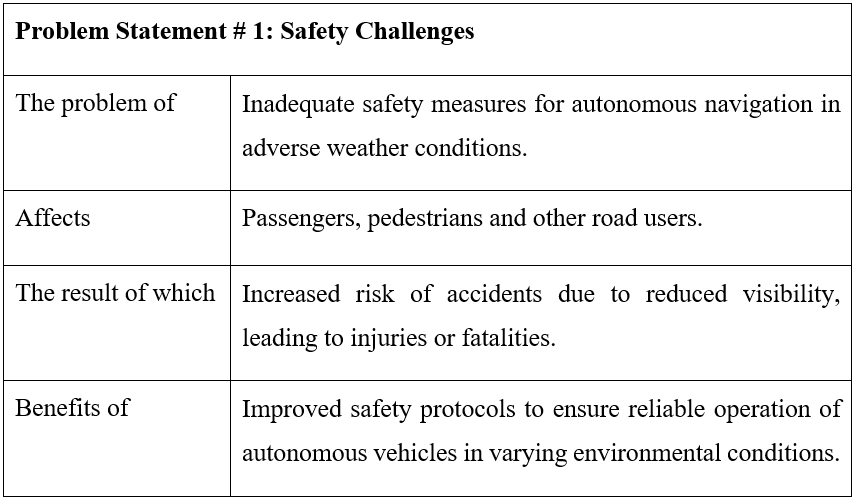 Problem Statement # 1: Safety Challenges
The problem of
Inadequate safety measures for autonomous navigation in
adverse weather conditions.
Affects
Passengers, pedestrians and other road users.
The result of which
Increased risk of accidents due to reduced visibility,
leading to injuries or fatalities.
Benefits of
Improved safety protocols to ensure reliable operation of
autonomous vehicles in varying environmental conditions.